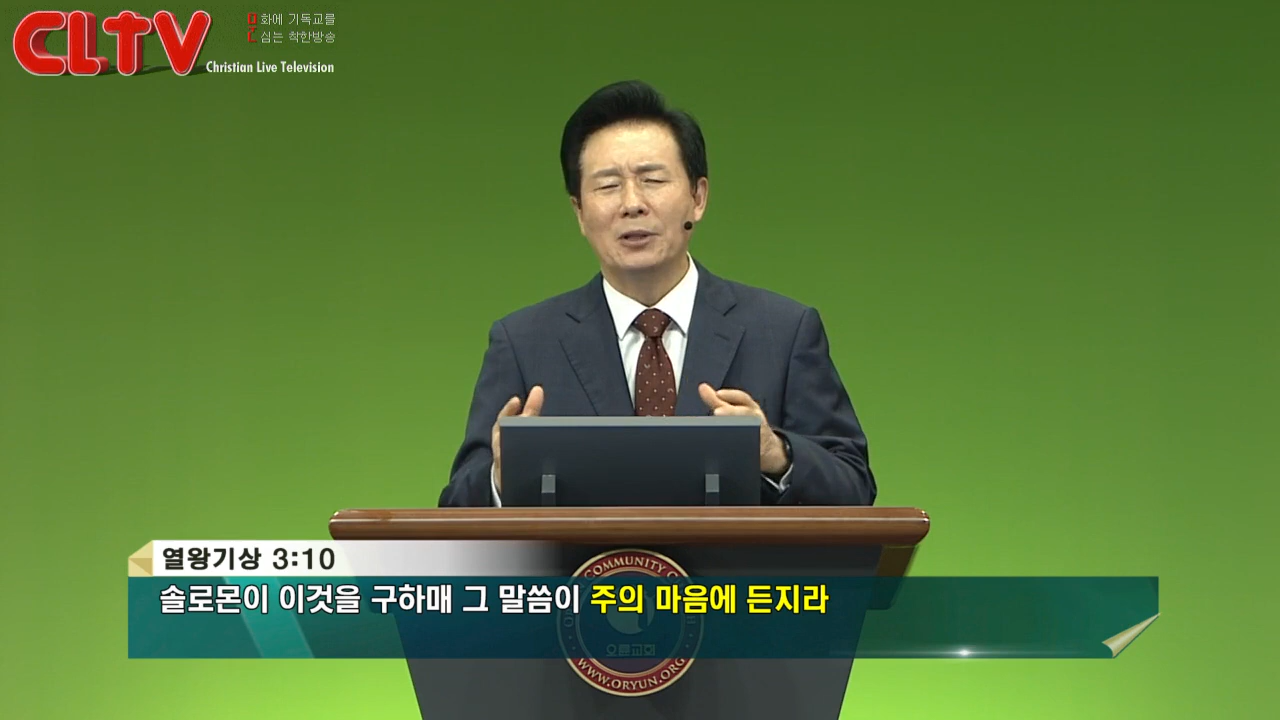 CLTV
문화에 기독교를
심는 착한방송
Christian Live Television
열왕기상 3:10
솔로몬이 이것을 구하매 그 말씀이 주의 마음에 든지라
COMMUNITY
오륜교회
WWW.ORYUN.ORG